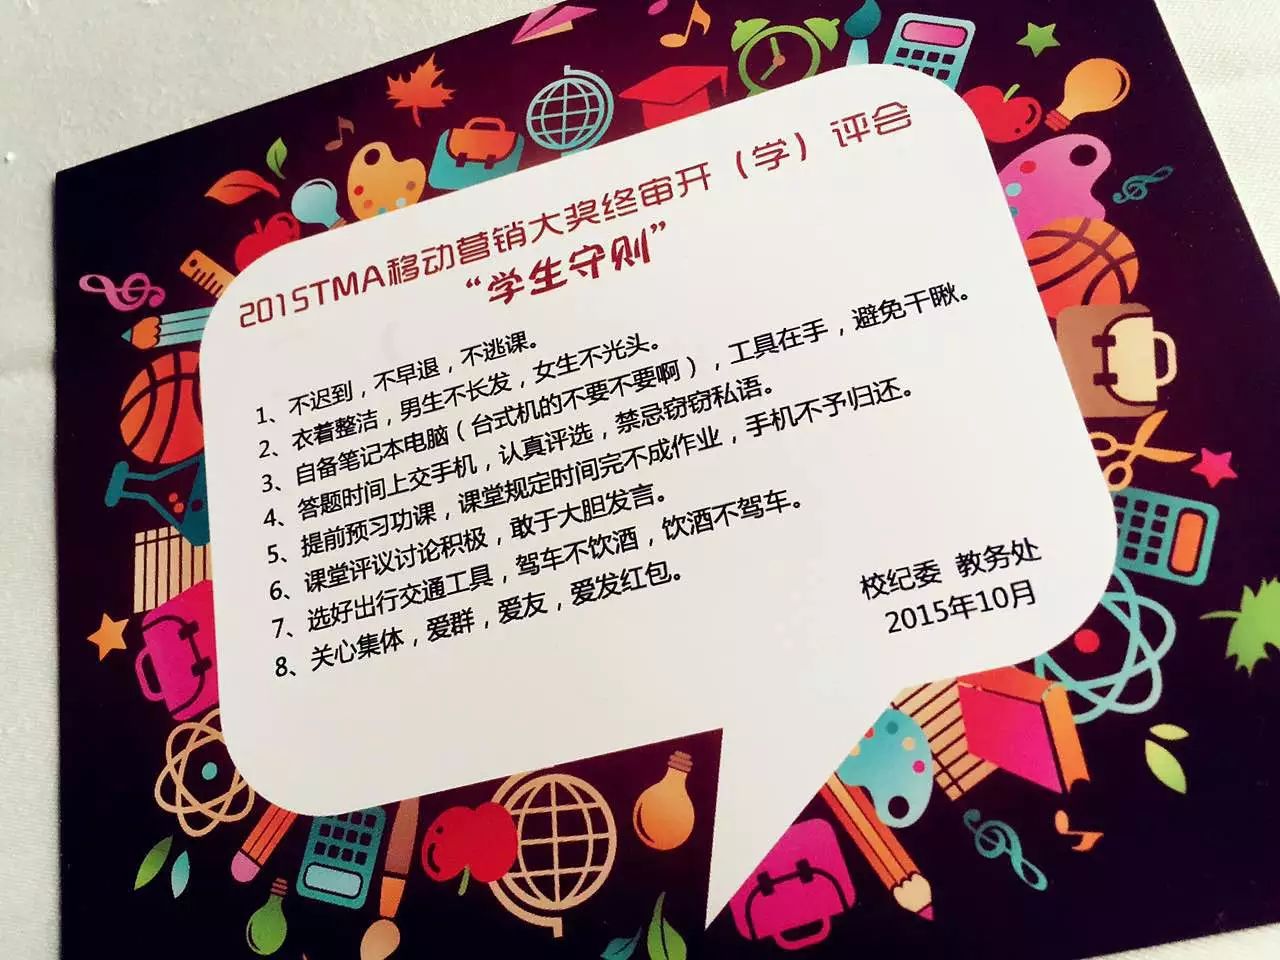 2015TMA移动营销大奖终审开（学）评会
“学生守则”
1、不迟到，不早退，不逃课。
2、衣着整洁，男生不长发，女生不光头。
3、自备笔记本电脑（台式机的不要不要啊），工具在手，避免干瞅。
4、答题时间上交手机，认真评选，禁忌窃窃私语。
5、提前预习功课，课堂规定时间完不成作业，手机不予归还。
6、课堂评议讨论积极，敢于大胆发言。
7、选好出行交通工具，驾车不饮酒，饮酒不驾车。
8、关心集体，爱群，爱友，爱发红包。
校纪委 教务处
2015年10月